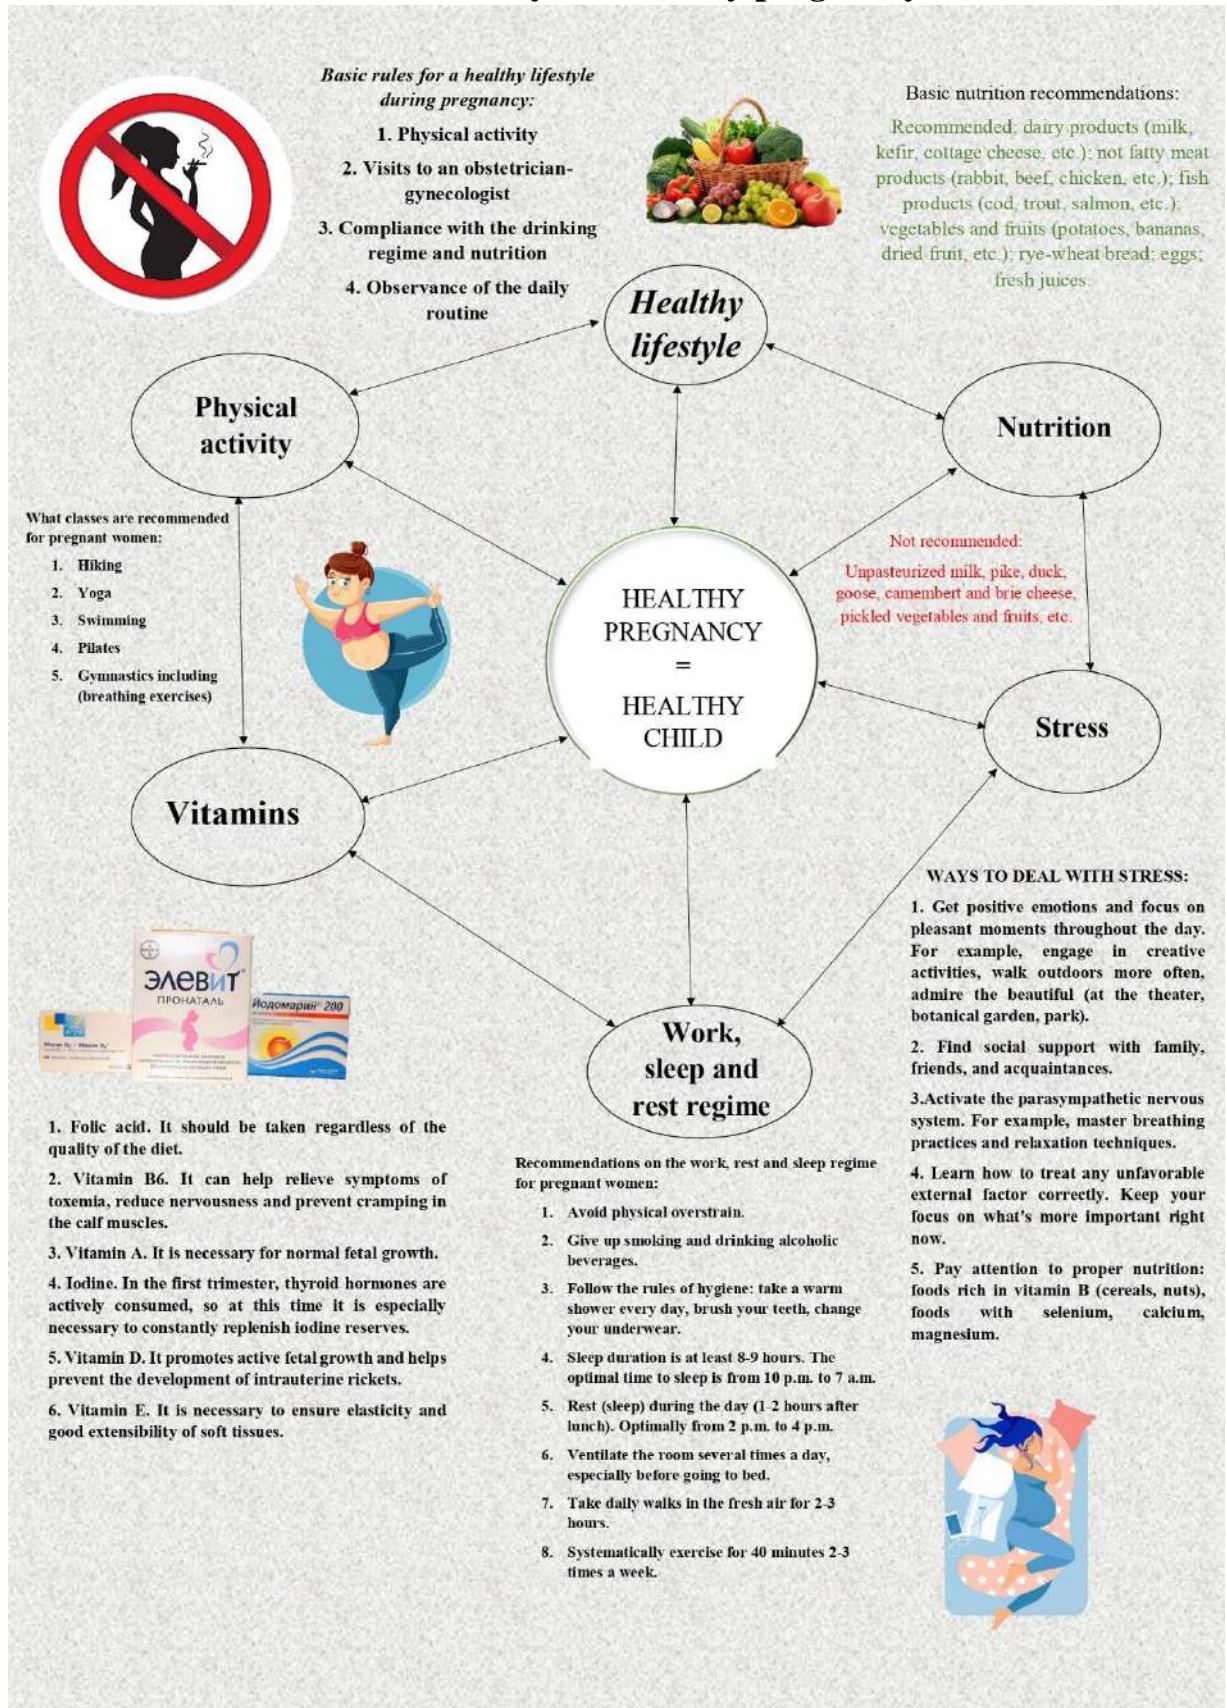 Basic rules for a healthy lifestyle
during pregnancy:
1. Physical activity
2. Visits to an obstetrician-
gynecologist
3. Compliance with the drinking
regime and nutrition
4. Observance of the daily
routine
Basic nutrition recommendations:
Recommended: dairy products (milk,
kefir, cottage cheese, etc.); not fatty meat
products (rabbit, beef, chicken, etc.); fish
products (cod, trout, salmon, etc.);
vegetables and fruits (potatoes, bananas,
dried fruit, etc.); rye-wheat bread; eggs;
fresh juices.
Healthy
lifestyle
Physical
activity
Nutrition
What classes are recommended
for pregnant women:
1. Hiking
2. Yoga
3. Swimming
4. Pilates
5. Gymnastics including
(breathing exercises)
HEALTHY
PREGNANCY
=
HEALTHY
CHILD
Not recommended:
Unpasteurized milk, pike, duck,
goose, camembert and brie cheese,
pickled vegetables and fruits, etc.
Stress
Vitamins
ЭЛЕВИТ
ПРОНАТАЛЬ
Йодомарин® 200
Work,
sleep and
rest regime
WAYS TO DEAL WITH STRESS:
1. Get positive emotions and focus on
pleasant moments throughout the day.
For example, engage in creative
activities, walk outdoors more often,
admire the beautiful (at the theater,
botanical garden, park).
2. Find social support with family,
friends, and acquaintances.
3.Activate the parasympathetic nervous
system. For example, master breathing
practices and relaxation techniques.
4. Learn how to treat any unfavorable
external factor correctly. Keep your
focus on what's more important right
now.
5. Pay attention to proper nutrition:
foods rich in vitamin B (cereals, nuts),
foods with selenium, calcium,
magnesium.
1. Folic acid. It should be taken regardless of the
quality of the diet.
2. Vitamin B6. It can help relieve symptoms of
toxemia, reduce nervousness and prevent cramping in
the calf muscles.
3. Vitamin A. It is necessary for normal fetal growth.
4. Iodine. In the first trimester, thyroid hormones are
actively consumed, so at this time it is especially
necessary to constantly replenish iodine reserves.
5. Vitamin D. It promotes active fetal growth and helps
prevent the development of intrauterine rickets.
6. Vitamin E. It is necessary to ensure elasticity and
good extensibility of soft tissues.
Recommendations on the work, rest and sleep regime
for pregnant women:
1. Avoid physical overstrain.
2. Give up smoking and drinking alcoholic
beverages.
3. Follow the rules of hygiene: take a warm
shower every day, brush your teeth, change
your underwear.
4. Sleep duration is at least 8-9 hours. The
optimal time to sleep is from 10 p.m. to 7 a.m.
5. Rest (sleep) during the day (1-2 hours after
lunch). Optimally from 2 p.m. to 4 p.m.
6. Ventilate the room several times a day,
especially before going to bed.
7. Take daily walks in the fresh air for 2-3
hours.
8. Systematically exercise for 40 minutes 2-3
times a week.